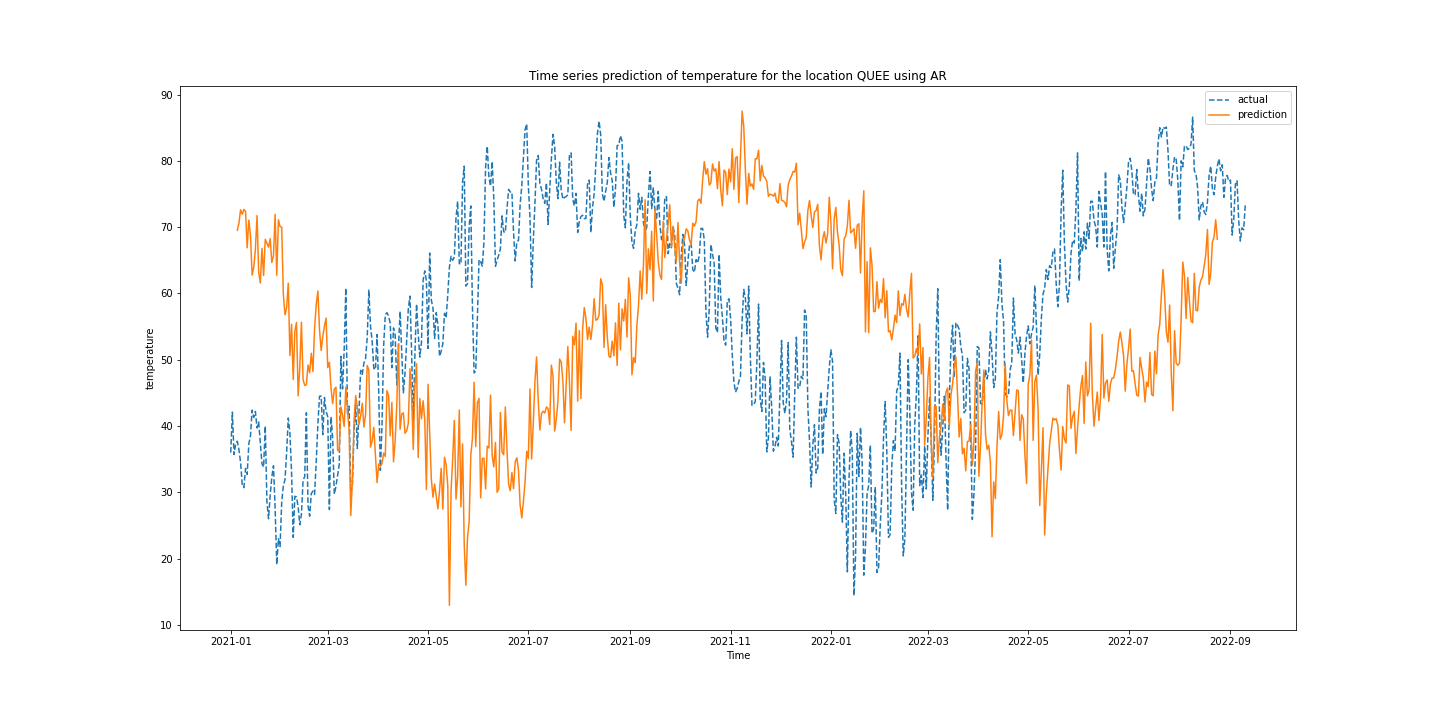 Time series prediction of temperature for the location QUEE using AR
actual
prediction
90
80
70
60
50
40
30
20
10
temperature
2021-01 2021-03 2021-05 2021-07 2021-09 2021-11 2022-01 2022-03 2022-05 2022-07 2022-09
Time